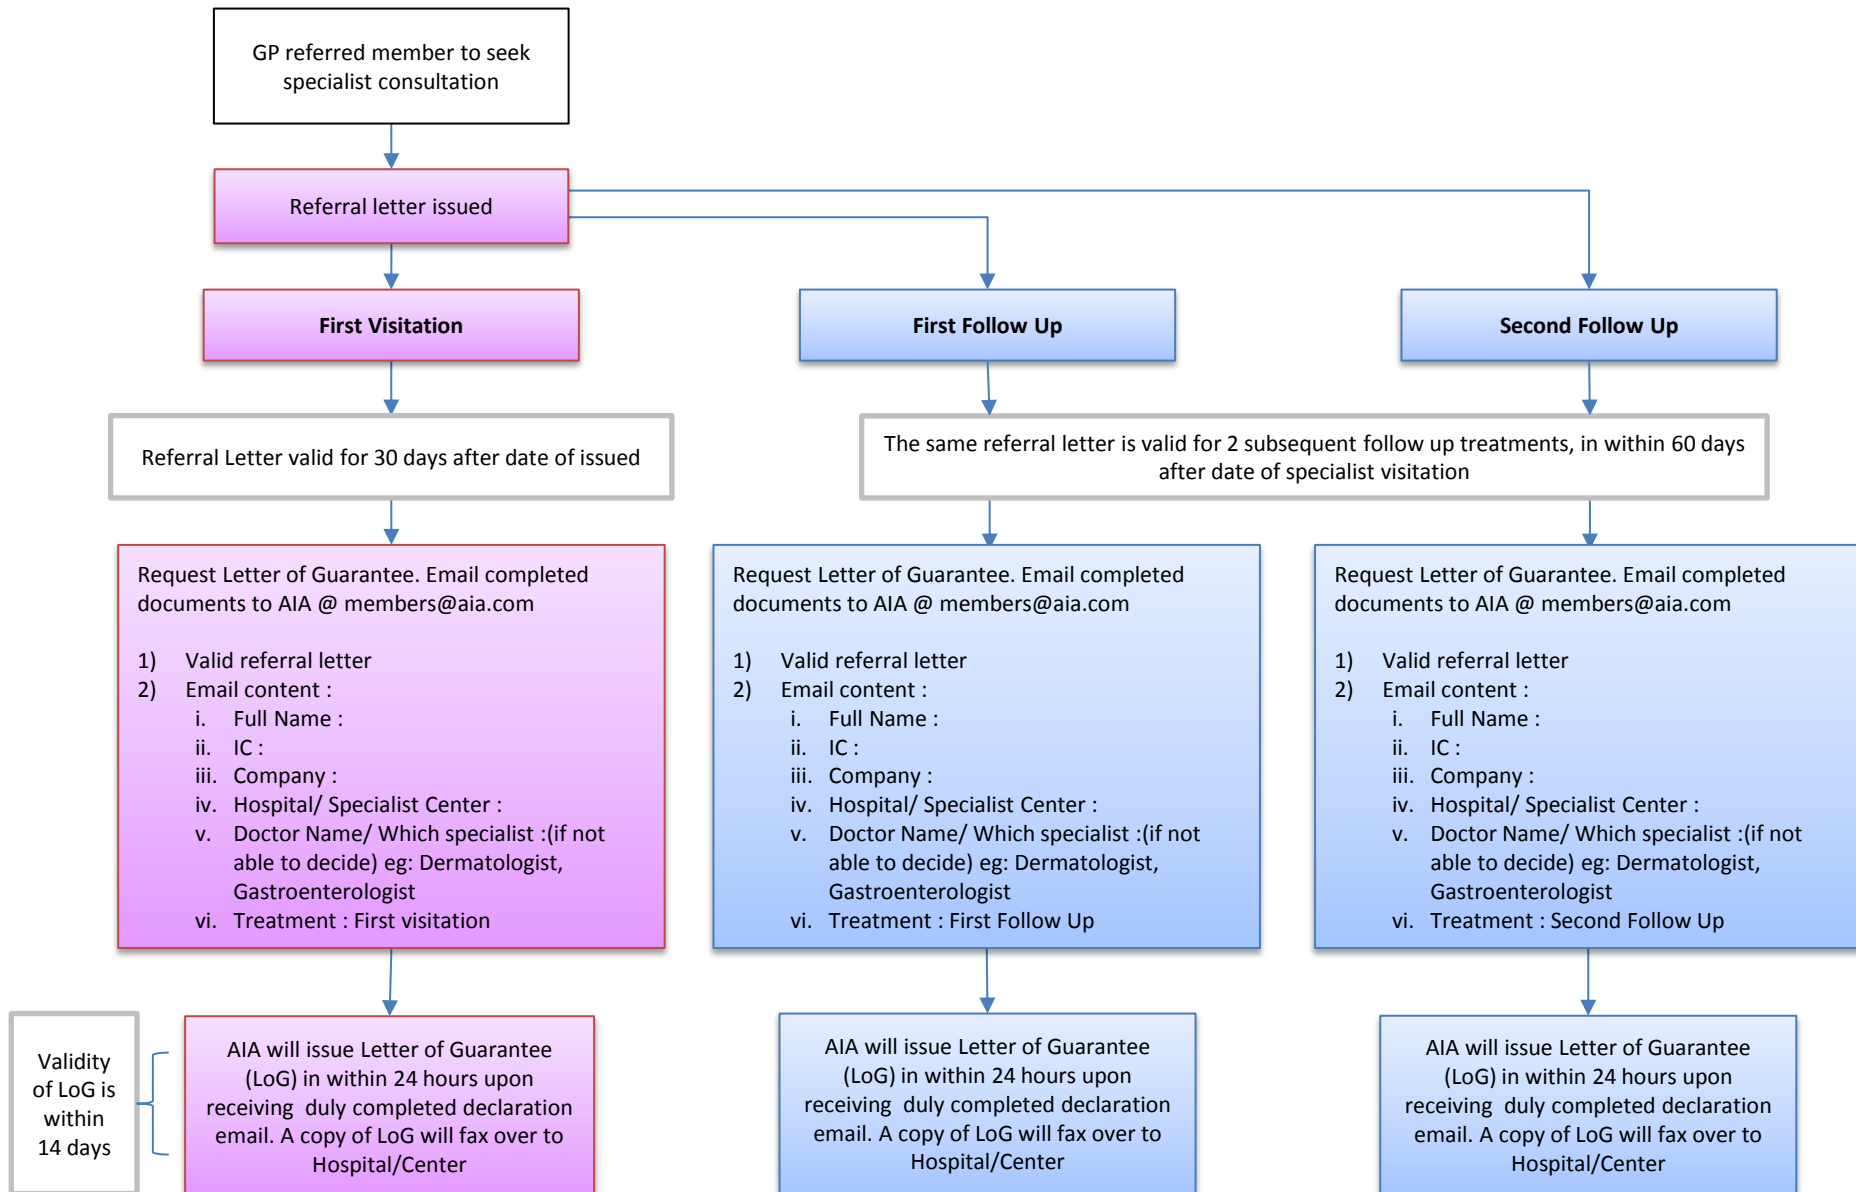 GP referred member to seek
specialist consultation
Referral letter issued
First Visitation
First Follow Up
Second Follow Up
Referral Letter valid for 30 days after date of issued
The same referral letter is valid for 2 subsequent follow up treatments, in within 60 days
after date of specialist visitation
Request Letter of Guarantee. Email completed
documents to AIA @ members@aia.com
1) Valid referral letter
2) Email content :
i. Full Name :
ii. IC :
iii. Company :
iv. Hospital/ Specialist Center :
v. Doctor Name/ Which specialist :(if not
able to decide) eg: Dermatologist,
Gastroenterologist
vi. Treatment : First visitation
Request Letter of Guarantee. Email completed
documents to AIA @ members@aia.com
1) Valid referral letter
2) Email content :
i. Full Name :
ii. IC :
iii. Company :
iv. Hospital/ Specialist Center :
v. Doctor Name/ Which specialist :(if not
able to decide) eg: Dermatologist,
Gastroenterologist
vi. Treatment : First Follow Up
Request Letter of Guarantee. Email completed
documents to AIA @ members@aia.com
1) Valid referral letter
2) Email content :
i. Full Name :
ii. IC :
iii. Company :
iv. Hospital/ Specialist Center :
v. Doctor Name/ Which specialist :(if not
able to decide) eg: Dermatologist,
Gastroenterologist
vi. Treatment : Second Follow Up
Validity
of LoG is
within
14 days
AIA will issue Letter of Guarantee
(LoG) in within 24 hours upon
receiving  duly completed declaration
email. A copy of LoG will fax over to
Hospital/Center
AIA will issue Letter of Guarantee
(LoG) in within 24 hours upon
receiving  duly completed declaration
email. A copy of LoG will fax over to
Hospital/Center
AIA will issue Letter of Guarantee
(LoG) in within 24 hours upon
receiving  duly completed declaration
email. A copy of LoG will fax over to
Hospital/Center